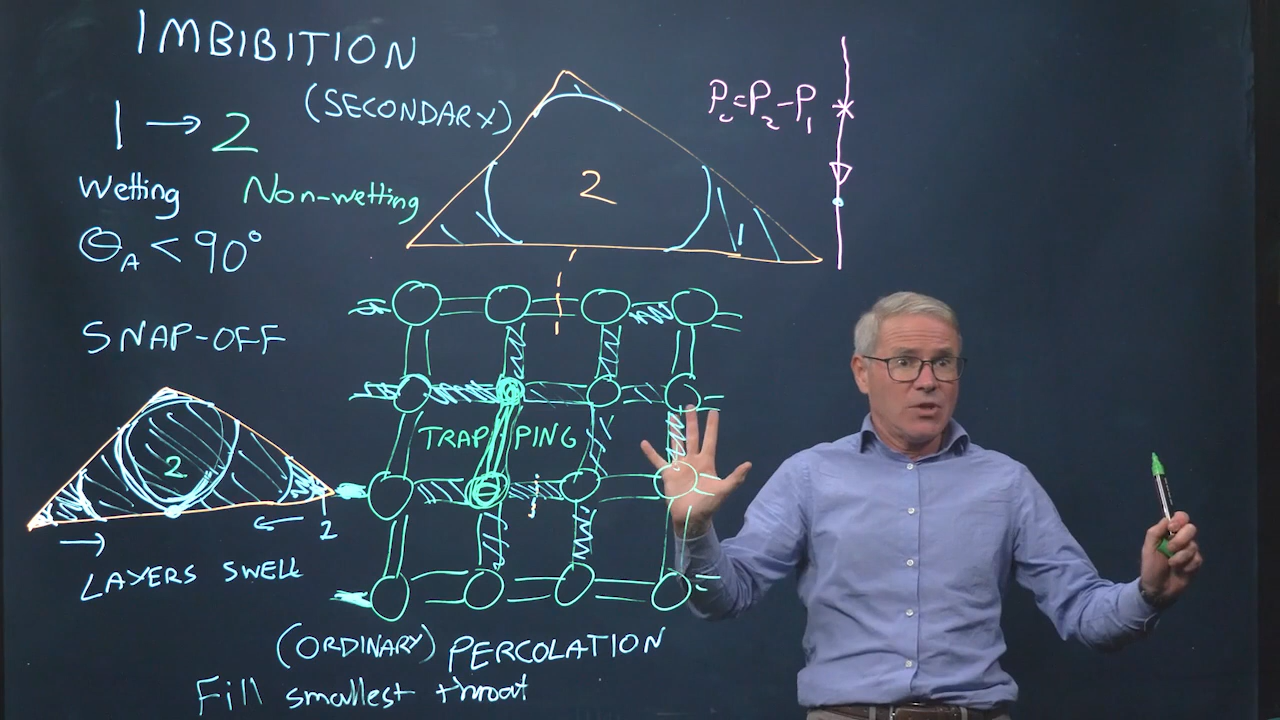 IMBIBITION
(SECONDARY)
1 → 2
Wetting Non-wetting
θA < 90°
2
Pc=P2-P1
SNAP-OFF
2
2
LAYERS SWELL
TRAPPING
(ORDINARY) PERCOLATION
Fill smallest throat